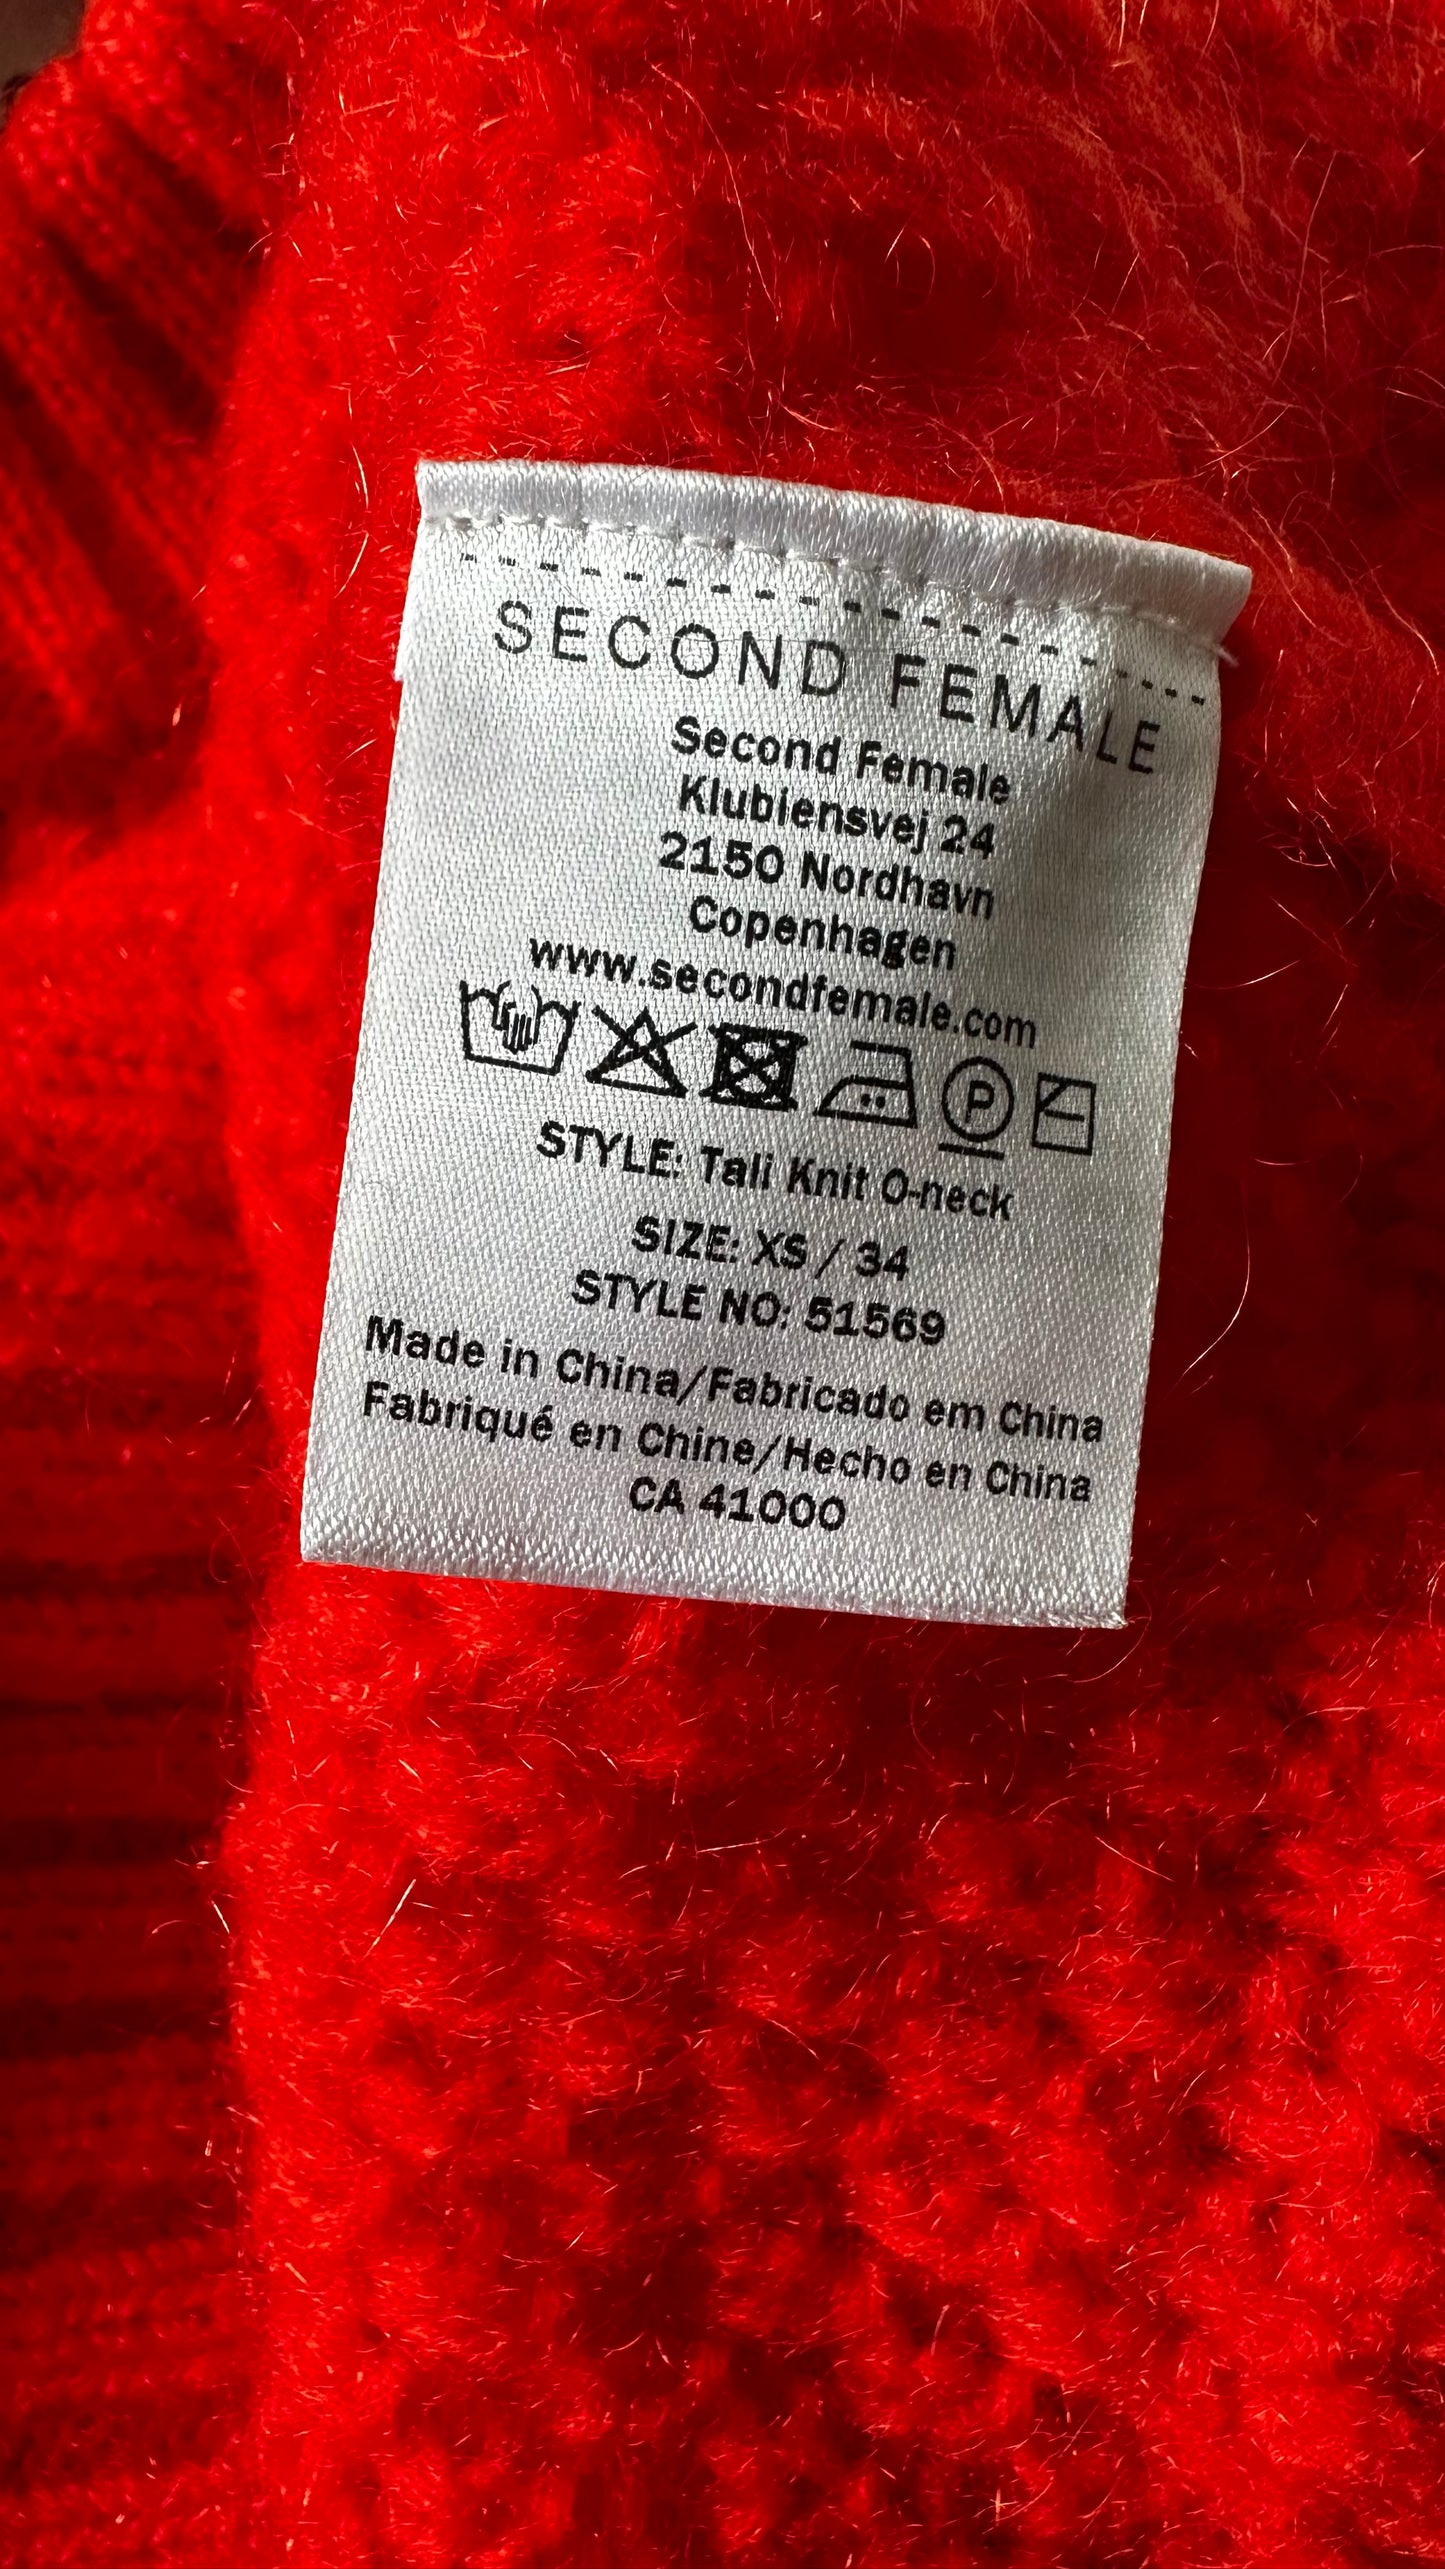 SECOND FEMALE
Second Female
Klubiensvej 24
2150 Nordhavn
Copenhagen
www.secondfemale.com
P
STYLE: Tali Knit O-neck
SIZE: XS / 34
STYLE NO: 51569
Made in China/Fabricado em China
Fabriqué en Chine/Hecho en China
CA 41000